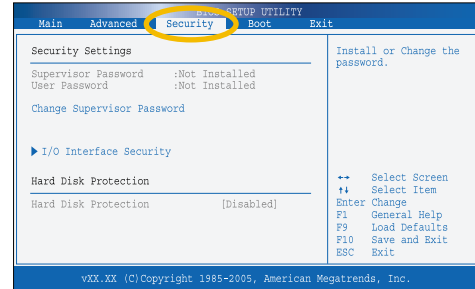 BIOS SETUP UTILITY
Main Advanced Security Boot Exit
Security Settings
Supervisor Password :Not Installed
User Password :Not Installed
Change Supervisor Password
I/O Interface Security
Hard Disk Protection
Hard Disk Protection [Disabled]
Install or Change the
password.
↔ Select Screen
↑↓ Select Item
Enter Change
F1 General Help
F9 Load Defaults
F10 Save and Exit
ESC Exit
vXX.XX (C)Copyright 1985-2005, American Megatrends, Inc.